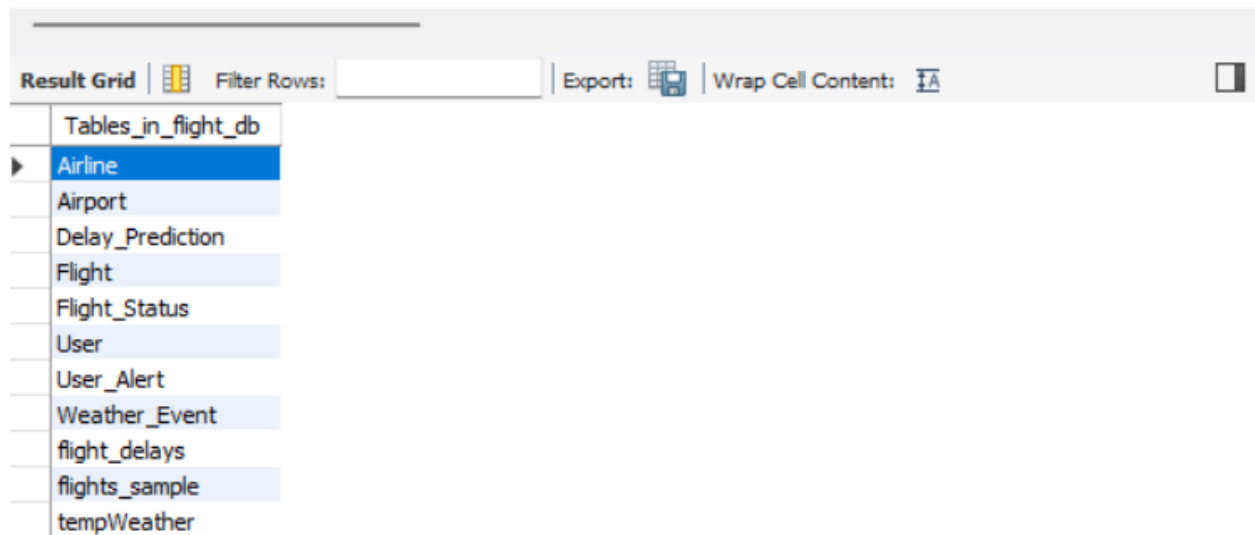 Result Grid Filter Rows: Export: Wrap Cell Content: IA
Tables_in_flight_db
Airline
Airport
Delay_Prediction
Flight
Flight_Status
User
User_Alert
Weather_Event
flight_delays
flights_sample
tempWeather